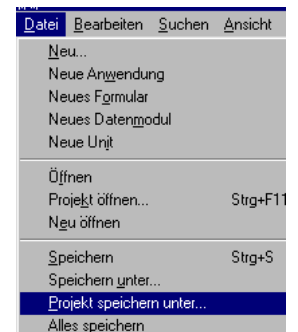 Datei Bearbeiten Suchen Ansicht
Neu...
Neue Anwendung
Neues Formular
Neues Datenmodul
Neue Unit
Öffnen
Projekt öffnen... Strg+F11
Neu öffnen
Speichern Strg+S
Speichern unter...
Projekt speichern unter...
Alles speichern